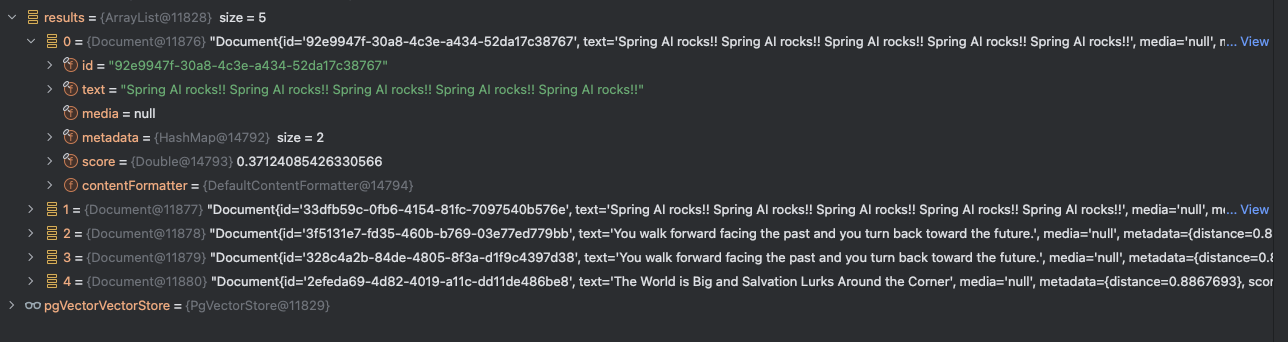 results = {ArrayList@11828} size = 5
0 = {Document@11876} "Document{id='92e9947f-30a8-4c3e-a434-52da17c38767', text='Spring AI rocks!! Spring AI rocks!! Spring AI rocks!! Spring AI rocks!! Spring AI rocks!!', media='null', r... View
id = "92e9947f-30a8-4c3e-a434-52da17c38767"
text = "Spring AI rocks!! Spring AI rocks!! Spring AI rocks!! Spring AI rocks!! Spring AI rocks!!"
media = null
metadata = {HashMap@14792} size = 2
score = {Double@14793} 0.37124085426330566
contentFormatter = {DefaultContentFormatter@14794}
1 = {Document@11877} "Document{id='33dfb59c-0fb6-4154-81fc-7097540b576e', text='Spring AI rocks!! Spring AI rocks!! Spring AI rocks!! Spring AI rocks!! Spring AI rocks!!', media='null', m... View
2 = {Document@11878} "Document{id='3f5131e7-fd35-460b-b769-03e77ed779bb', text='You walk forward facing the past and you turn back toward the future.', media='null', metadata={distance=0.8
3 = {Document@11879} "Document{id='328c4a2b-84de-4805-8f3a-d1f9c4397d38', text='You walk forward facing the past and you turn back toward the future.', media='null', metadata={distance=0.8
4 = {Document@11880} "Document{id='2efeda69-4d82-4019-a11c-dd11de486be8', text='The World is Big and Salvation Lurks Around the Corner', media='null', metadata={distance=0.8867693}, scor
pgVectorVectorStore = {PgVectorStore@11829}